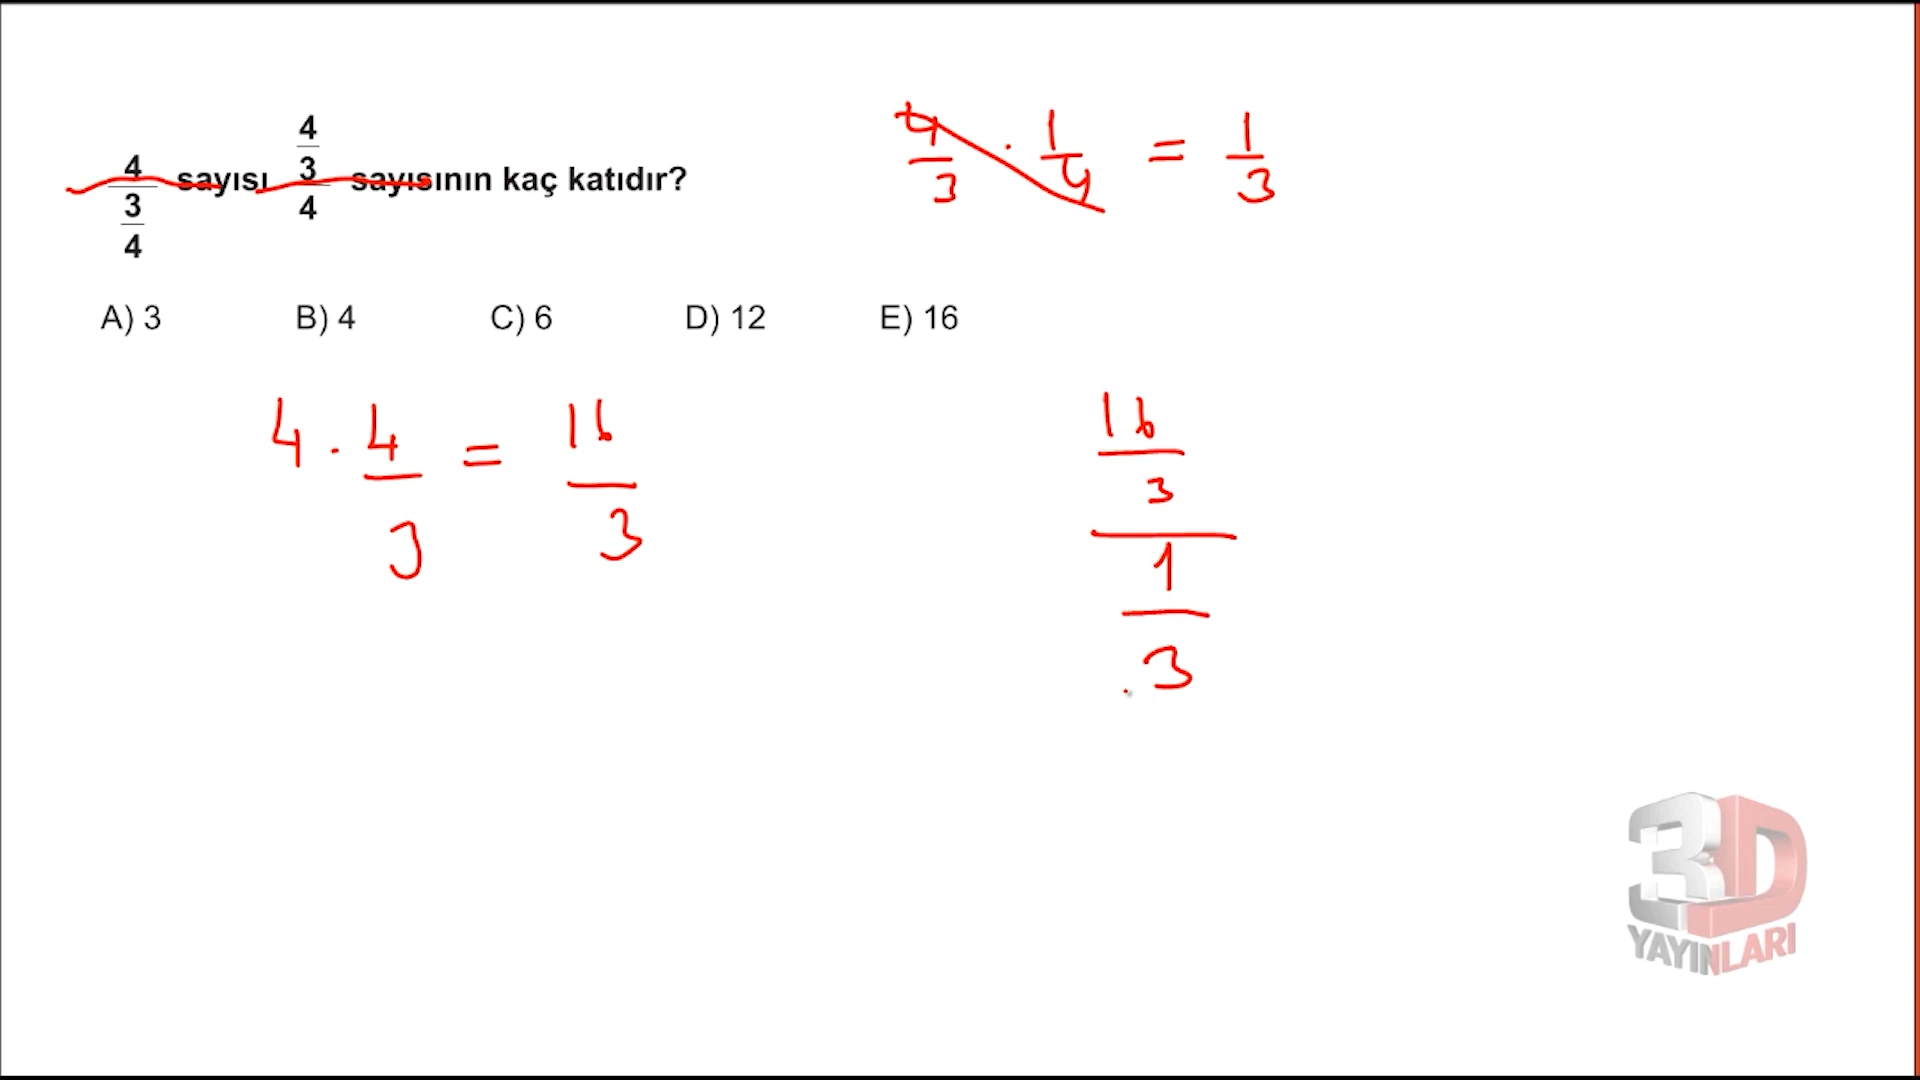 4/(3/4) sayısı (4/3)/4 sayısının kaç katıdır?
A) 3 B) 4 C) 6 D) 12 E) 16
4/3 . 1/4 = 1/3
4 . 4/3 = 16/3
16/3
1/3
3D
YAYINLARI